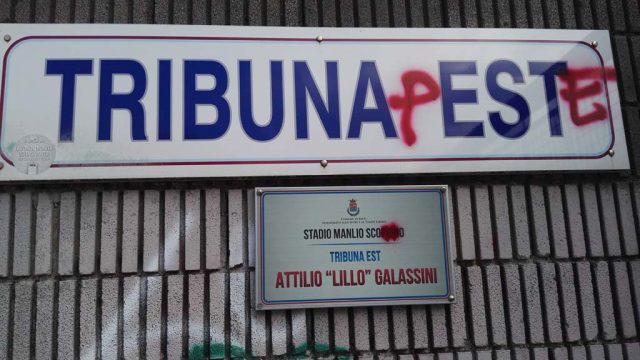 TRIBUNA P EST E
STADIO MANLIO
TRIBUNA EST
ATTILIO "LILLO" GALASSINI